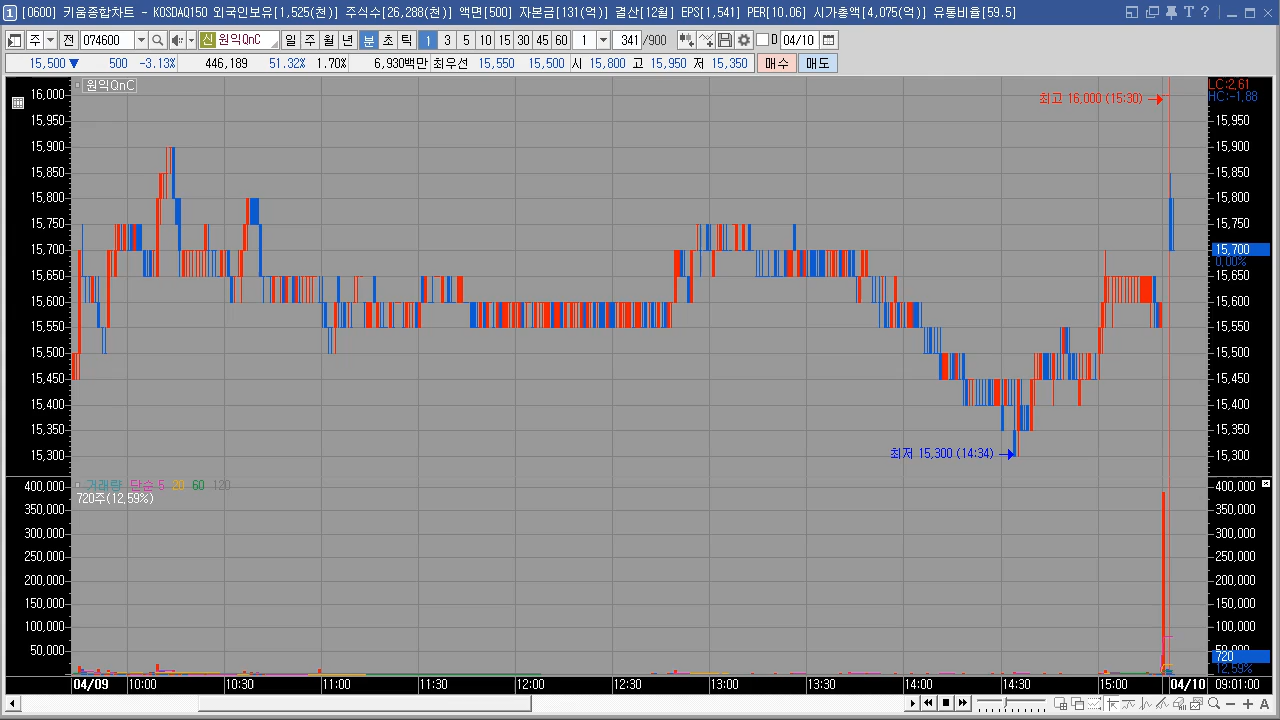 1 [0600] 키움종합차트 - KOSDAQ150 외국인보유[1,525(천)] 주식수[26,288(천)] 액면[500] 자본금[131(억)] 결산[12월] EPS[1,541] PER[10.06] 시가총액[4,075(억)] 유통비율[59.5] T ?
주 전 074600 신 원익QnC 일 주 월 년 분 초 틱 1 3 5 10 15 30 45 60 1 341 /900 04/10
15,500 ▼ 500 -3.13% 446,189 51.32% 1.70% 6,930백만 최우선 15,550 15,500 시 15,800 고 15,950 저 15,350 매수 매도
원익QnC LC:2,61
16,000 최고 16,000 (15:30) HC:-1,88
15,950 15,950
15,900 15,900
15,850 15,850
15,800 15,800
15,750 15,750
15,700 15,700
0,00%
15,650 15,650
15,600 15,600
15,550 15,550
15,500 15,500
15,450 15,450
15,400 15,400
15,350 15,350
15,300 최저 15,300 (14:34) 15,300
400,000 거래량 단순 5 20 60 120 400,000
720주(12,59%)
350,000 350,000
300,000 300,000
250,000 250,000
200,000 200,000
150,000 150,000
100,000 100,000
50,000 50,000
720
12,59%
04/09 10:00 10:30 11:00 11:30 12:00 12:30 13:00 13:30 14:00 14:30 15:00 04/10 09:01:00
A